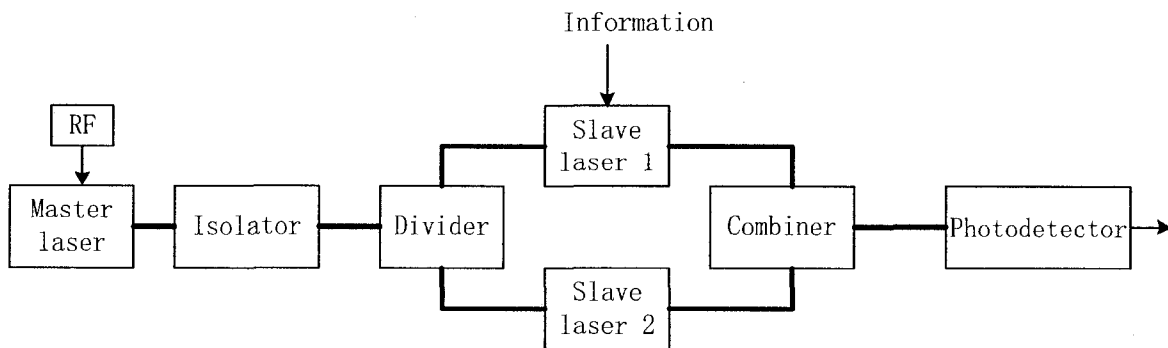 Information
RF
Slave
laser 1
Master
laser
Isolator
Divider
Combiner
Photodetector
Slave
laser 2